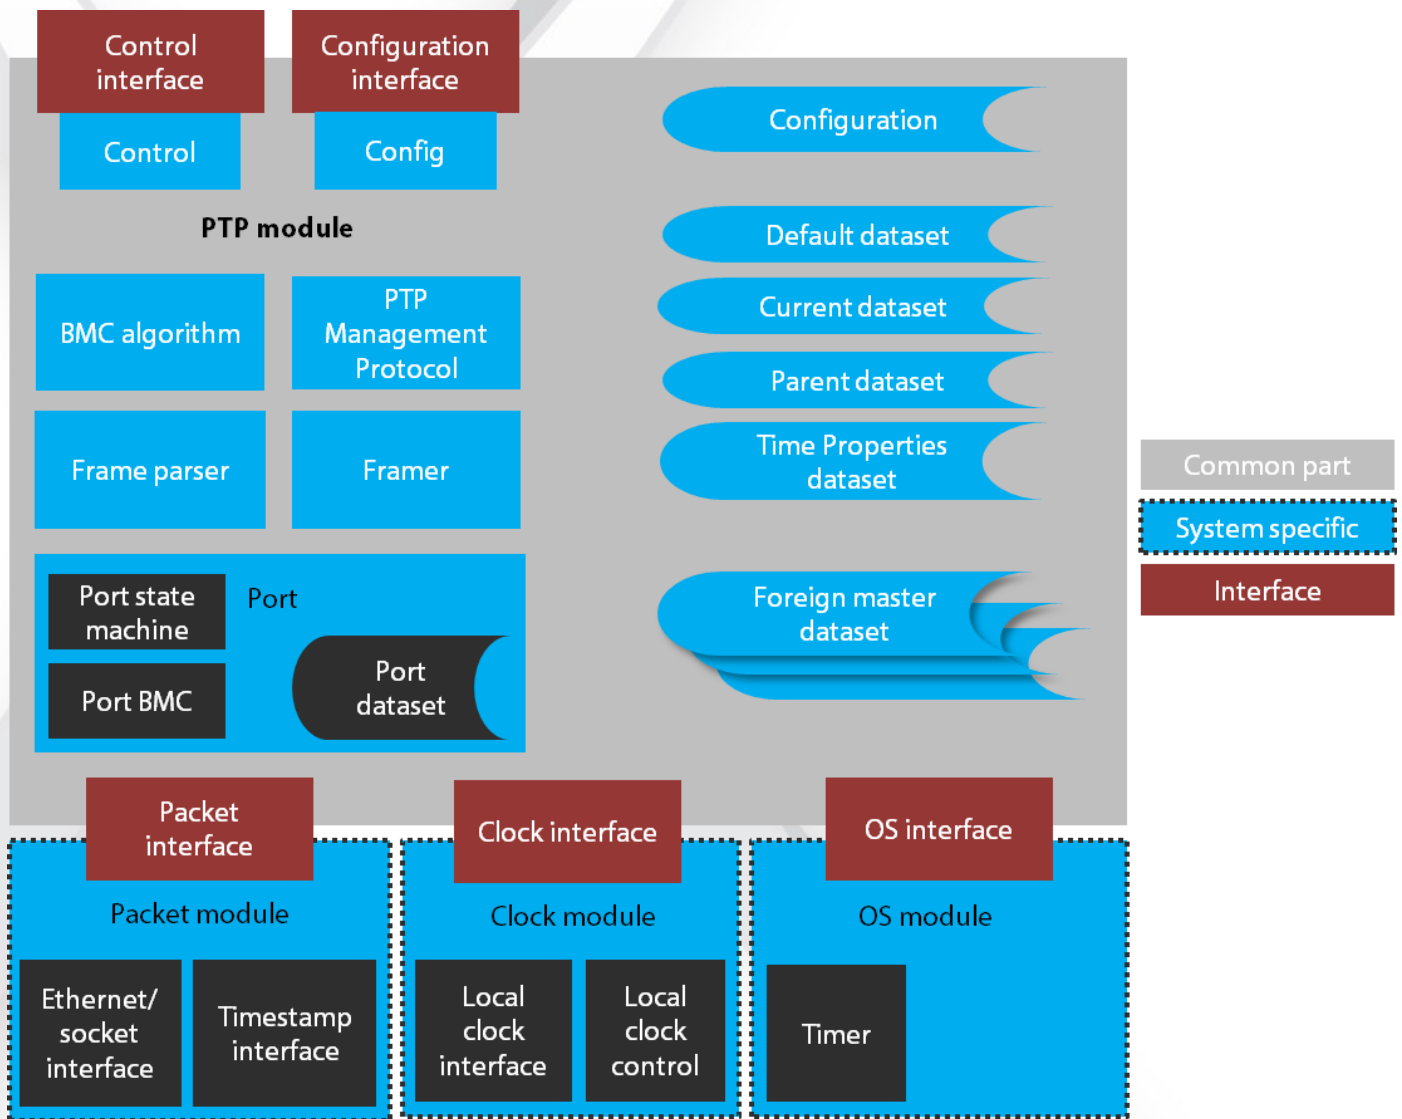 Control
interface
Configuration
interface
Control
Config
Configuration
PTP module
Default dataset
BMC algorithm
PTP
Management
Protocol
Current dataset
Parent dataset
Frame parser
Framer
Time Properties
dataset
Common part
System specific
Interface
Port state
machine
Port
Port BMC
Port
dataset
Foreign master
dataset
Packet
interface
Clock interface
OS interface
Packet module
Clock module
OS module
Ethernet/
socket
interface
Timestamp
interface
Local
clock
interface
Local
clock
control
Timer